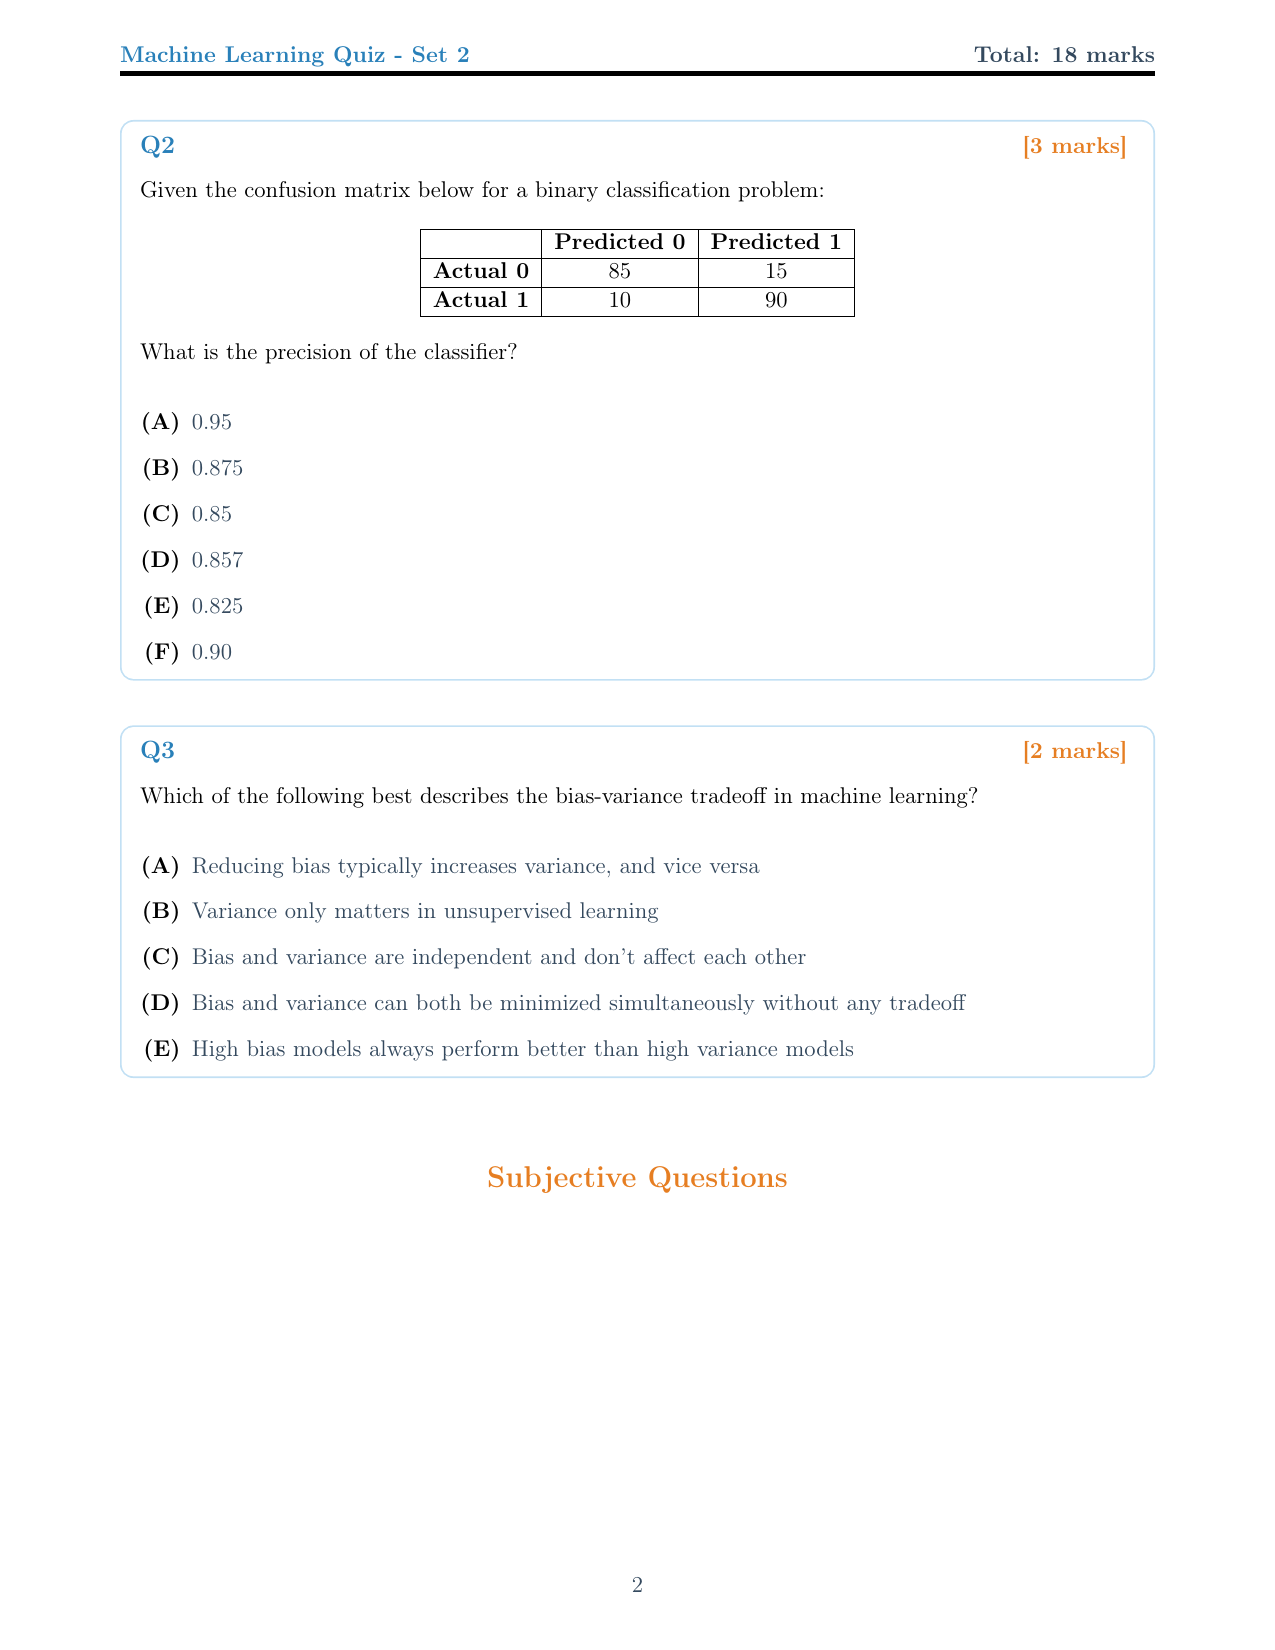 Machine Learning Quiz - Set 2 Total: 18 marks
Q2 [3 marks]
Given the confusion matrix below for a binary classification problem:
Predicted 0 Predicted 1
Actual 0 85 15
Actual 1 10 90
What is the precision of the classifier?
(A) 0.95
(B) 0.875
(C) 0.85
(D) 0.857
(E) 0.825
(F) 0.90
Q3 [2 marks]
Which of the following best describes the bias-variance tradeoff in machine learning?
(A) Reducing bias typically increases variance, and vice versa
(B) Variance only matters in unsupervised learning
(C) Bias and variance are independent and don't affect each other
(D) Bias and variance can both be minimized simultaneously without any tradeoff
(E) High bias models always perform better than high variance models
Subjective Questions
2